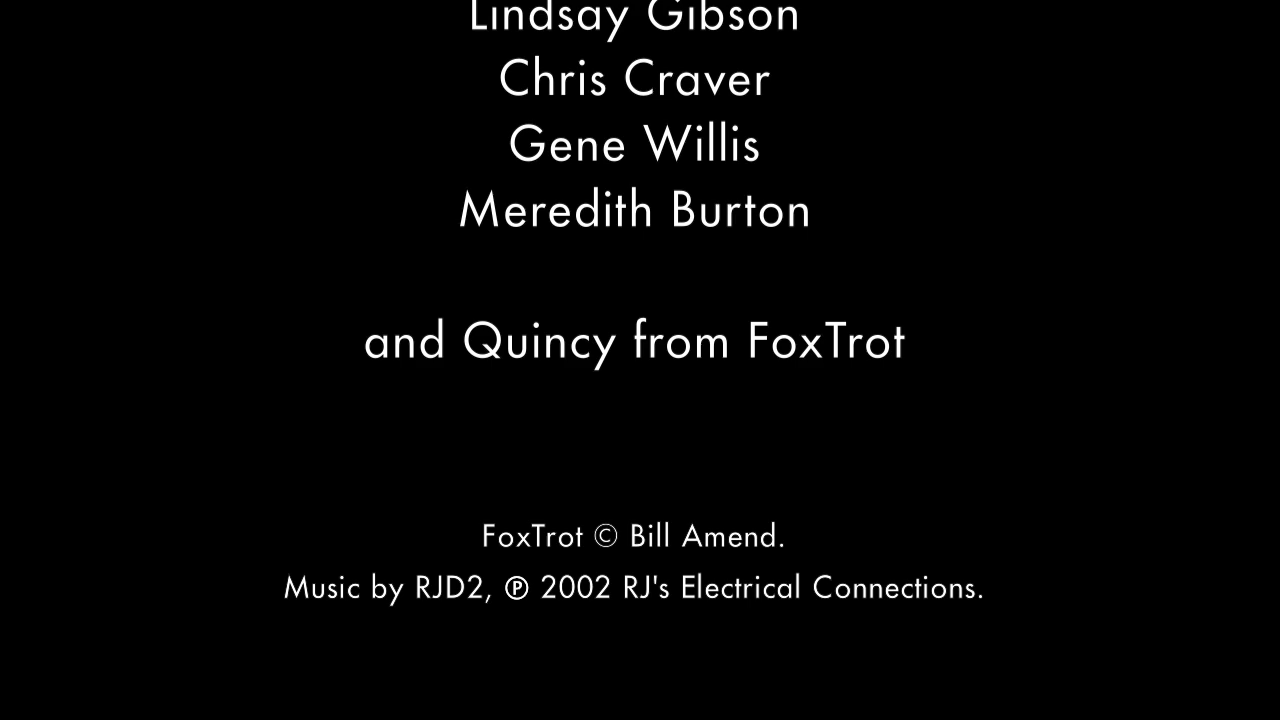 Lindsay Gibson
Chris Craver
Gene Willis
Meredith Burton
and Quincy from FoxTrot
FoxTrot © Bill Amend.
Music by RJD2, ℗ 2002 RJ's Electrical Connections.